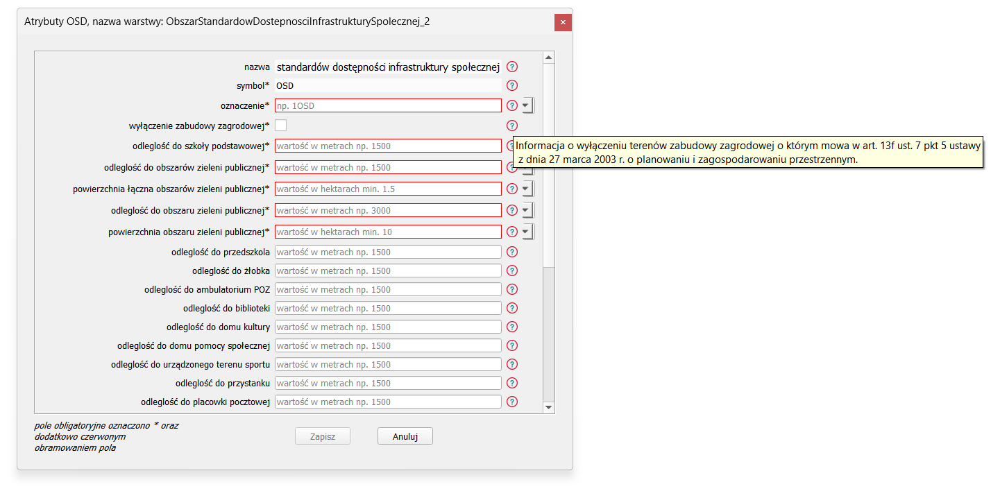 Atrybuty OSD, nazwa warstwy: ObszarStandardowDostepnosciInfrastrukturySpolecznej_2
nazwa standardów dostępności infrastruktury społecznej ?
symbol* OSD ?
oznaczenie* np. 1OSD ?
wyłączenie zabudowy zagrodowej* ?
Informacja o wyłączeniu terenów zabudowy zagrodowej o którym mowa w art. 13f ust. 7 pkt 5 ustawy
z dnia 27 marca 2003 r. o planowaniu i zagospodarowaniu przestrzennym.
odległość do szkoły podstawowej* wartość w metrach np. 1500 ?
odległość do obszarów zieleni publicznej* wartość w metrach np. 1500 ?
powierzchnia łączna obszarów zieleni publicznej* wartość w hektarach min. 1.5 ?
odległość do obszaru zieleni publicznej* wartość w metrach np. 3000 ?
powierzchnia obszaru zieleni publicznej* wartość w hektarach min. 10 ?
odległość do przedszkola wartość w metrach np. 1500 ?
odległość do żłobka wartość w metrach np. 1500 ?
odległość do ambulatorium POZ wartość w metrach np. 1500 ?
odległość do biblioteki wartość w metrach np. 1500 ?
odległość do domu kultury wartość w metrach np. 1500 ?
odległość do domu pomocy społecznej wartość w metrach np. 1500 ?
odległość do urządzonego terenu sportu wartość w metrach np. 1500 ?
odległość do przystanku wartość w metrach np. 1500 ?
odległość do placowki pocztowej wartość w metrach np. 1500 ?
pole obligatoryjne oznaczono * oraz
dodatkowo czerwonym
obramowaniem pola
Zapisz Anuluj